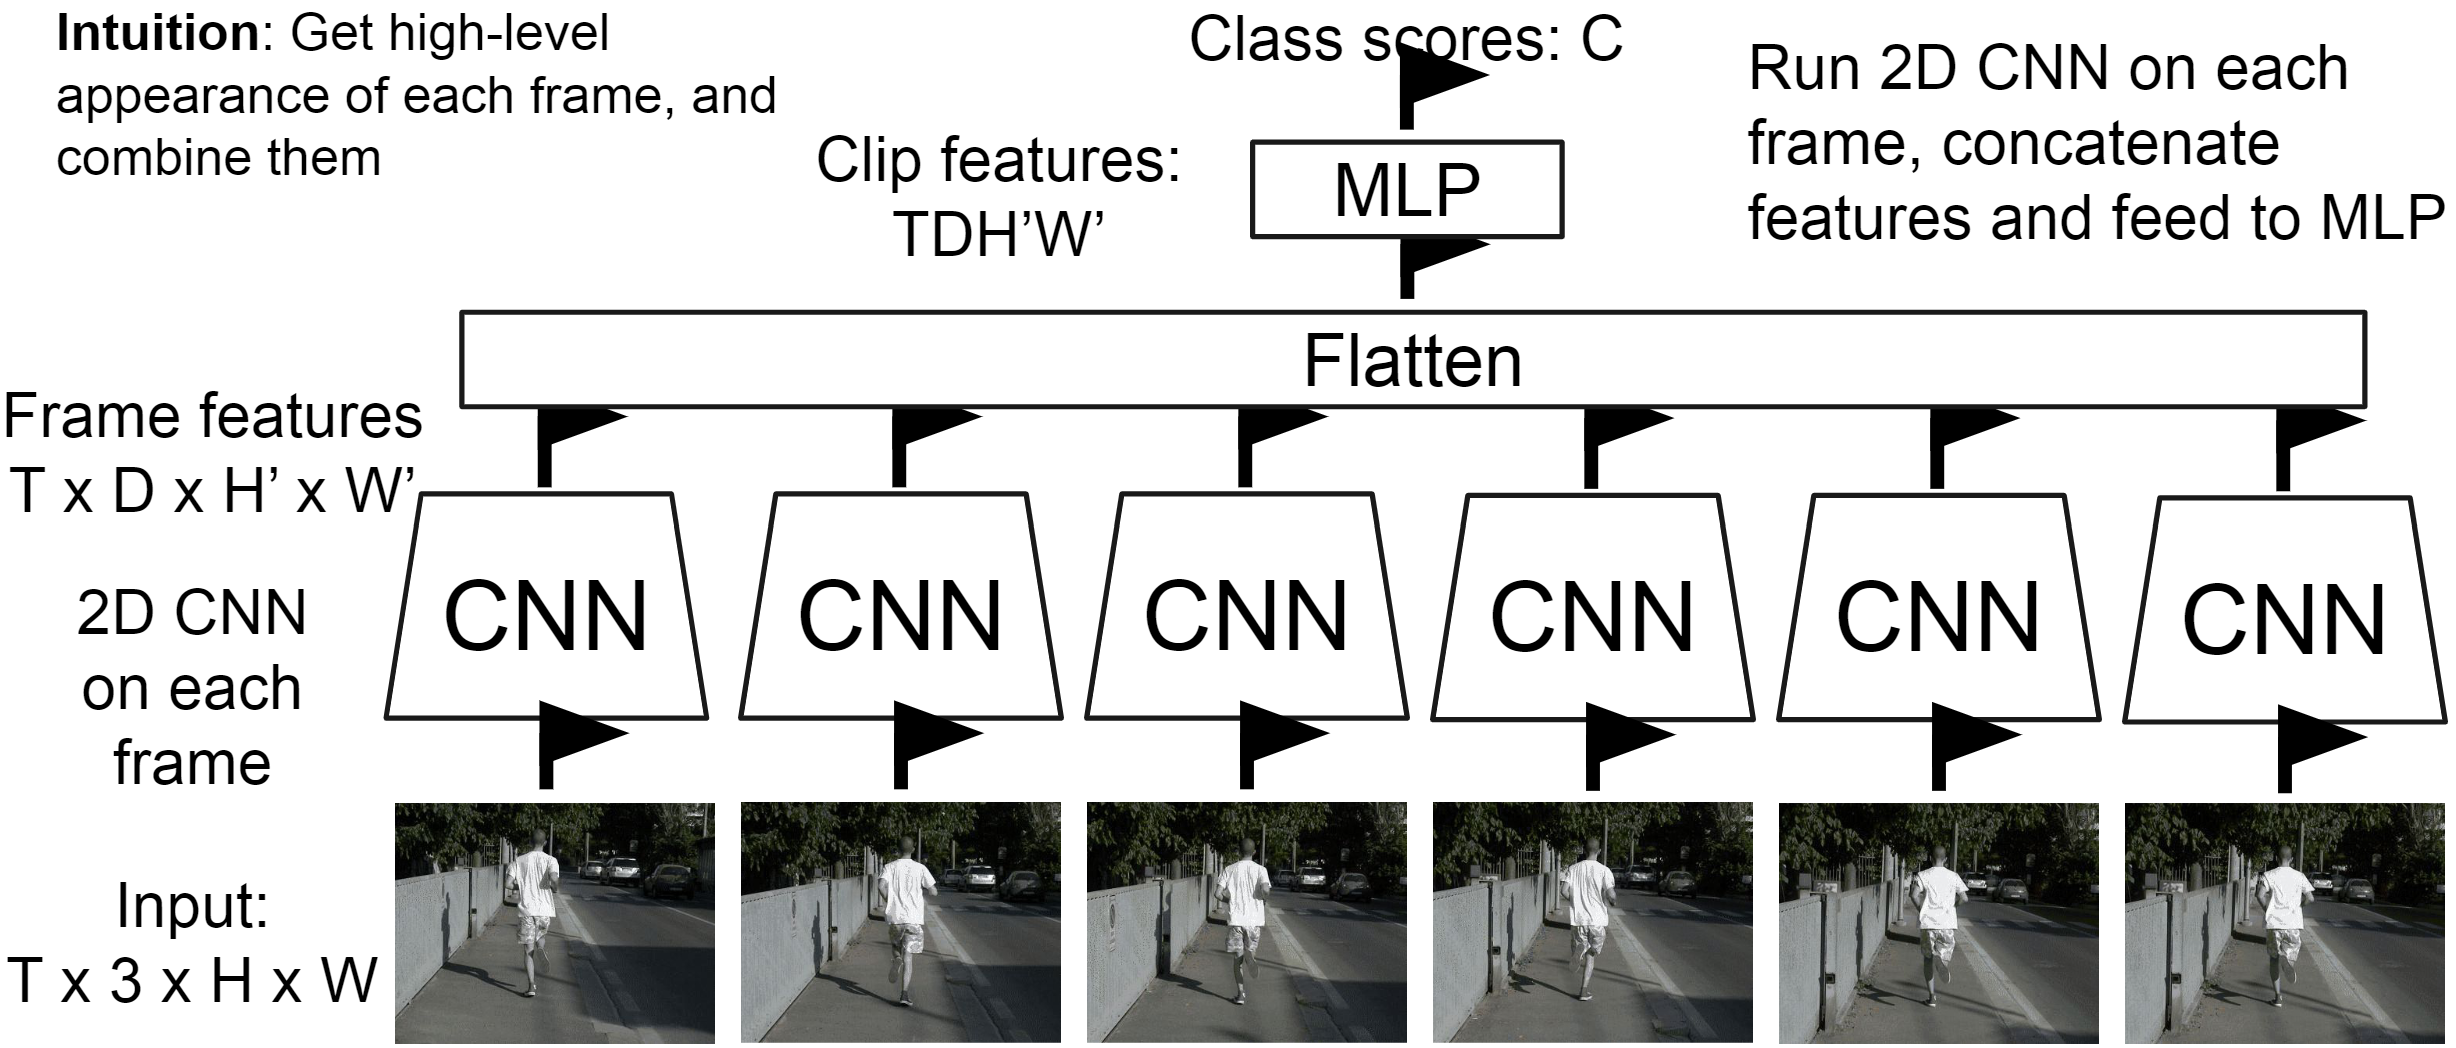 Intuition: Get high-level
appearance of each frame, and
combine them
Class scores: C
Run 2D CNN on each
frame, concatenate
features and feed to MLP
Clip features:
TDH’W’
MLP
Flatten
Frame features
T x D x H’ x W’
CNN CNN CNN CNN CNN CNN
2D CNN
on each
frame
Input:
T x 3 x H x W